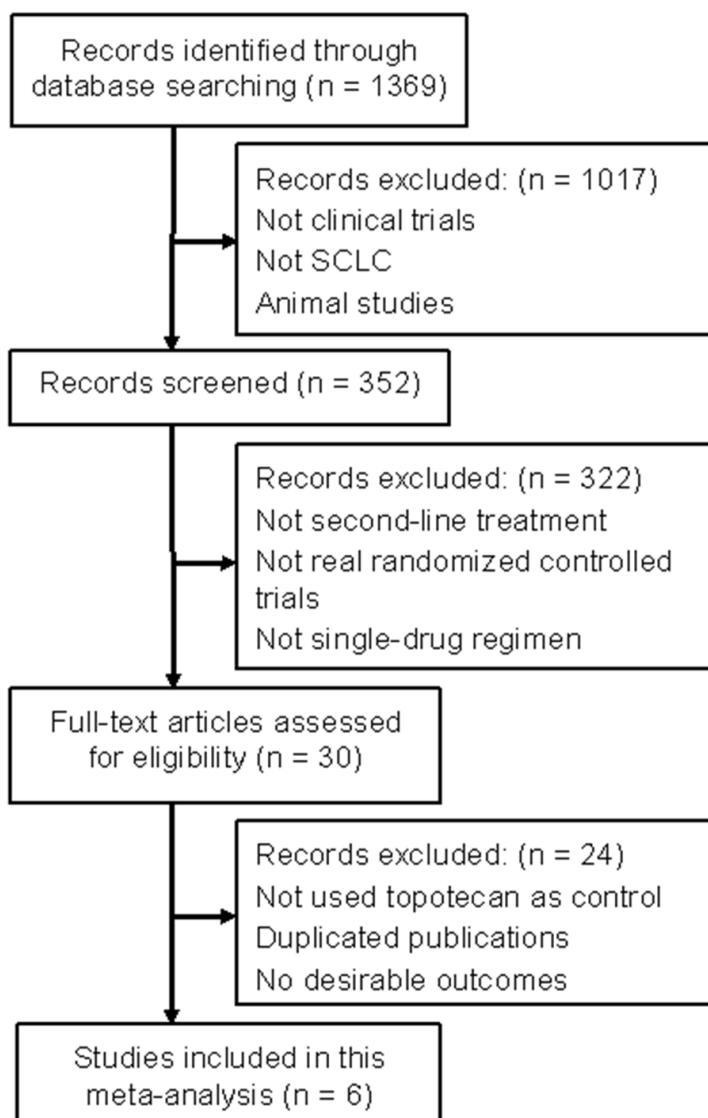 Records identified through
database searching (n = 1369)
Records excluded: (n = 1017)
Not clinical trials
Not SCLC
Animal studies
Records screened (n = 352)
Records excluded: (n = 322)
Not second-line treatment
Not real randomized controlled
trials
Not single-drug regimen
Full-text articles assessed
for eligibility (n = 30)
Records excluded: (n = 24)
Not used topotecan as control
Duplicated publications
No desirable outcomes
Studies included in this
meta-analysis (n = 6)